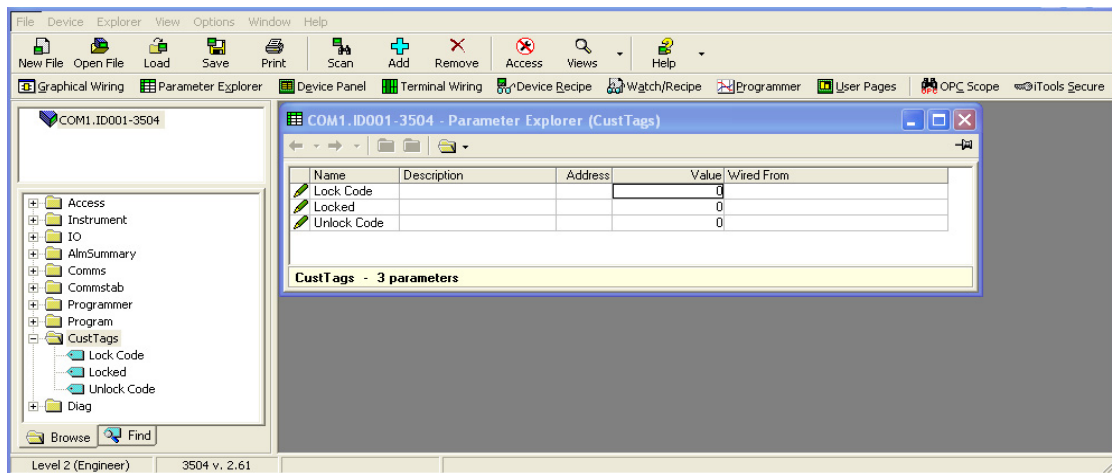 File Device Explorer View Options Window Help
New File Open File Load Save Print Scan Add Remove Access Views Help
Graphical Wiring Parameter Explorer Device Panel Terminal Wiring Device Recipe Watch/Recipe Programmer User Pages OPC Scope iTools Secure
COM1.ID001-3504
COM1.ID001-3504 - Parameter Explorer (CustTags)
Name Description Address Value Wired From
Lock Code 0
Locked 0
Unlock Code 0
CustTags - 3 parameters
Access
Instrument
IO
AlmSummary
Comms
Commstab
Programmer
Program
CustTags
Lock Code
Locked
Unlock Code
Diag
Browse Find
Level 2 (Engineer) 3504 v. 2.61